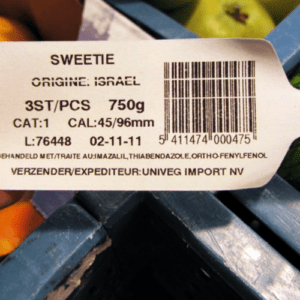 SWEETIE
ORIGINE. ISRAEL
3ST/PCS 750g
CAT:1 CAL:45/96mm
L:76448 02-11-11
5 411474 000475
BEHANDELD MET/TRAITE AU:IMAZALIL,THIABENDAZOLE,ORTHO-FENYLFENOL
VERZENDER/EXPEDITEUR:UNIVEG IMPORT NV